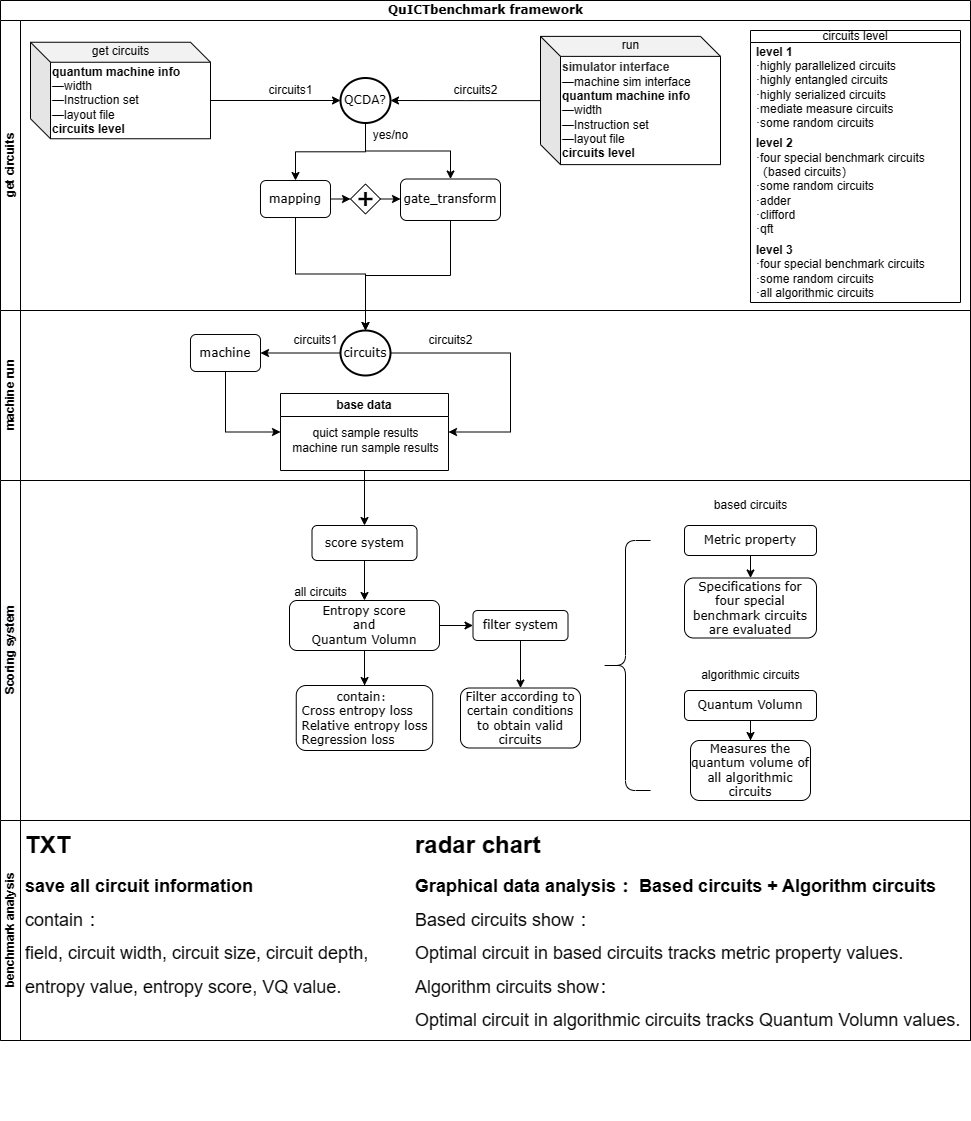 QuICTbenchmark framework
get circuits
get circuits
quantum machine info
—width
—Instruction set
—layout file
circuits level
circuits1
QCDA?
circuits2
yes/no
run
simulator interface
—machine sim interface
quantum machine info
—width
—Instruction set
—layout file
circuits level
mapping
gate_transform
circuits level
level 1
·highly parallelized circuits
·highly entangled circuits
·highly serialized circuits
·mediate measure circuits
·some random circuits
level 2
·four special benchmark circuits
（based circuits）
·some random circuits
·adder
·clifford
·qft
level 3
·four special benchmark circuits
·some random circuits
·all algorithmic circuits
machine run
machine
circuits1
circuits
circuits2
base data
quict sample results
machine run sample results
Scoring system
score system
all circuits
Entropy score
and
Quantum Volumn
filter system
contain：
Cross entropy loss
Relative entropy loss
Regression loss
Filter according to
certain conditions
to obtain valid
circuits
based circuits
Metric property
Specifications for
four special
benchmark circuits
are evaluated
algorithmic circuits
Quantum Volumn
Measures the
quantum volume of
all algorithmic
circuits
benchmark analysis
TXT
save all circuit information
contain：
field, circuit width, circuit size, circuit depth,
entropy value, entropy score, VQ value.
radar chart
Graphical data analysis： Based circuits + Algorithm circuits
Based circuits show：
Optimal circuit in based circuits tracks metric property values.
Algorithm circuits show：
Optimal circuit in algorithmic circuits tracks Quantum Volumn values.